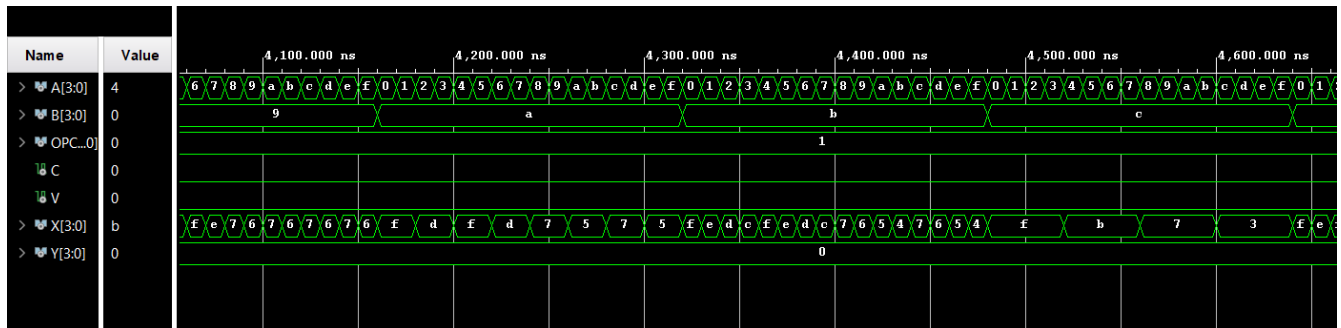 Name Value
4,100.000 ns 4,200.000 ns 4,300.000 ns 4,400.000 ns 4,500.000 ns 4,600.000 ns
A[3:0] 4 6 7 8 9 a b c d e f 0 1 2 3 4 5 6 7 8 9 a b c d e f 0 1 2 3 4 5 6 7 8 9 a b c d e f 0 1 2 3 4 5 6 7 8 9 a b c d e f 0 1
B[3:0] 0 9 a b c
OPC...0] 0 1
C 0
V 0
X[3:0] b f e 7 6 7 6 7 6 7 6 f d f d 7 5 7 5 f e d c f e d c 7 6 5 4 7 6 5 4 f b 7 3 f e
Y[3:0] 0 0